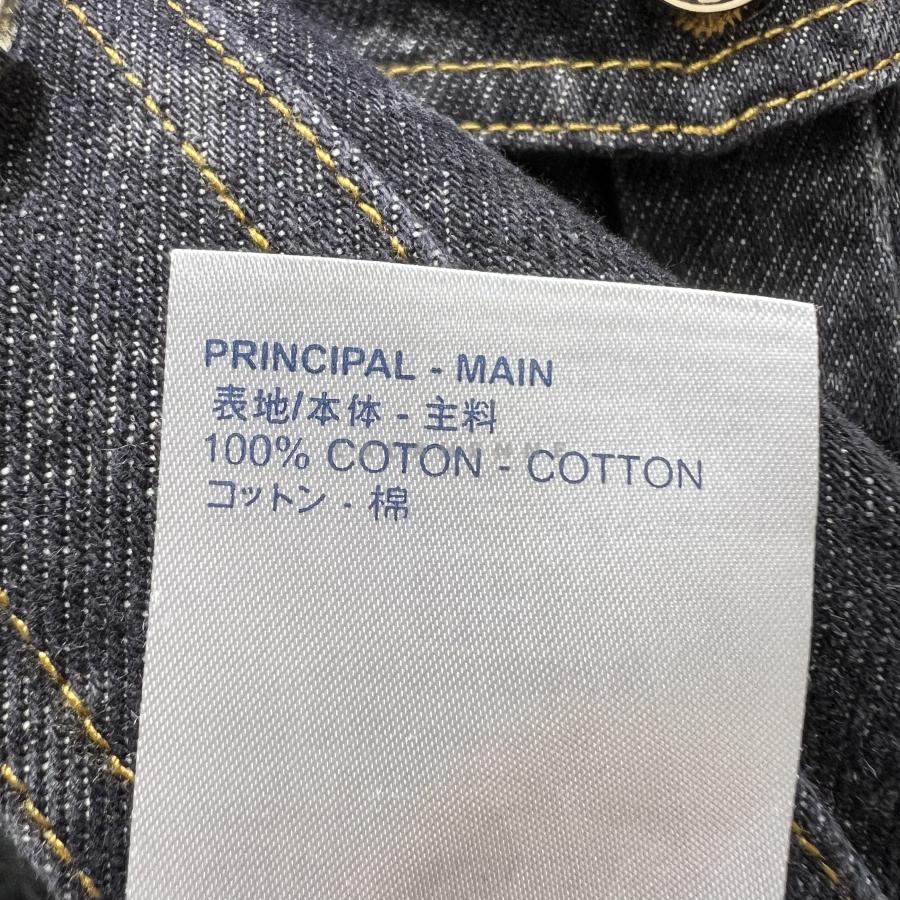 PRINCIPAL - MAIN
表地/本体 - 主料
100% COTON - COTTON
コットン - 棉